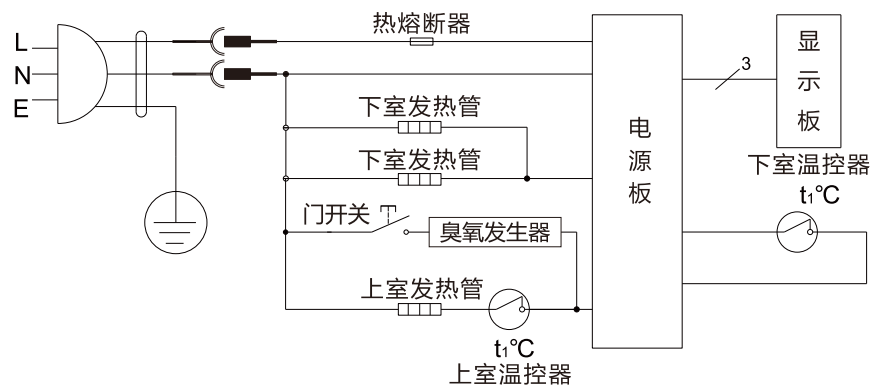 热熔断器
L
N
E
3
显示板
下室发热管
电源板
下室温控器
下室发热管
t₁℃
门开关
臭氧发生器
上室发热管
t₁℃
上室温控器